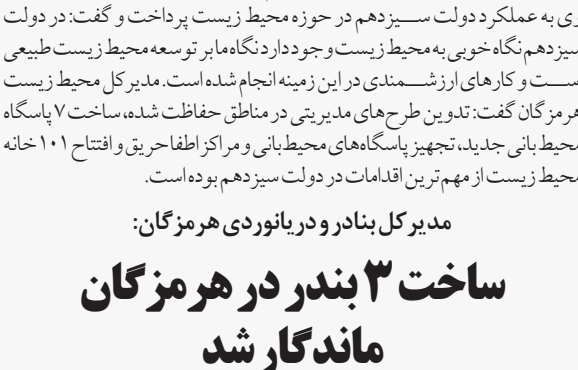 ری به عملکرد دولت سیزدهم در حوزه محیط زیست پرداخت و گفت: در دولت
سیزدهم نگاه خوبی به محیط زیست وجود دارد نگاه ما بر توسعه محیط زیست طبیعی
ست و کارهای ارزشمندی در این زمینه انجام شده است. مدیر کل محیط زیست
هرمزگان گفت: تدوین طرح‌های مدیریتی در مناطق حفاظت شده، ساخت ۷ پاسگاه
محیط بانی جدید، تجهیز پاسگاه‌های محیط‌بانی و مراکز اطفا حریق و افتتاح ۱۰۱ خانه
محیط زیست از مهم‌ترین اقدامات در دولت سیزدهم بوده است.
مدیر کل بنادر و دریانوردی هرمزگان:
ساخت ۳ بندر در هرمزگان
ماندگار شد